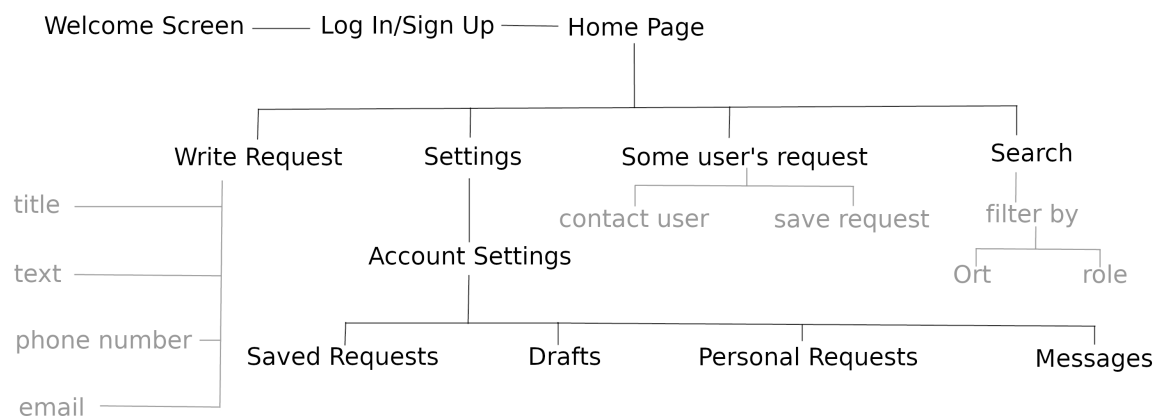 Welcome Screen
Log In/Sign Up
Home Page
Write Request
Settings
Some user's request
Search
title
text
phone number
email
contact user
save request
filter by
Ort
role
Account Settings
Saved Requests
Drafts
Personal Requests
Messages